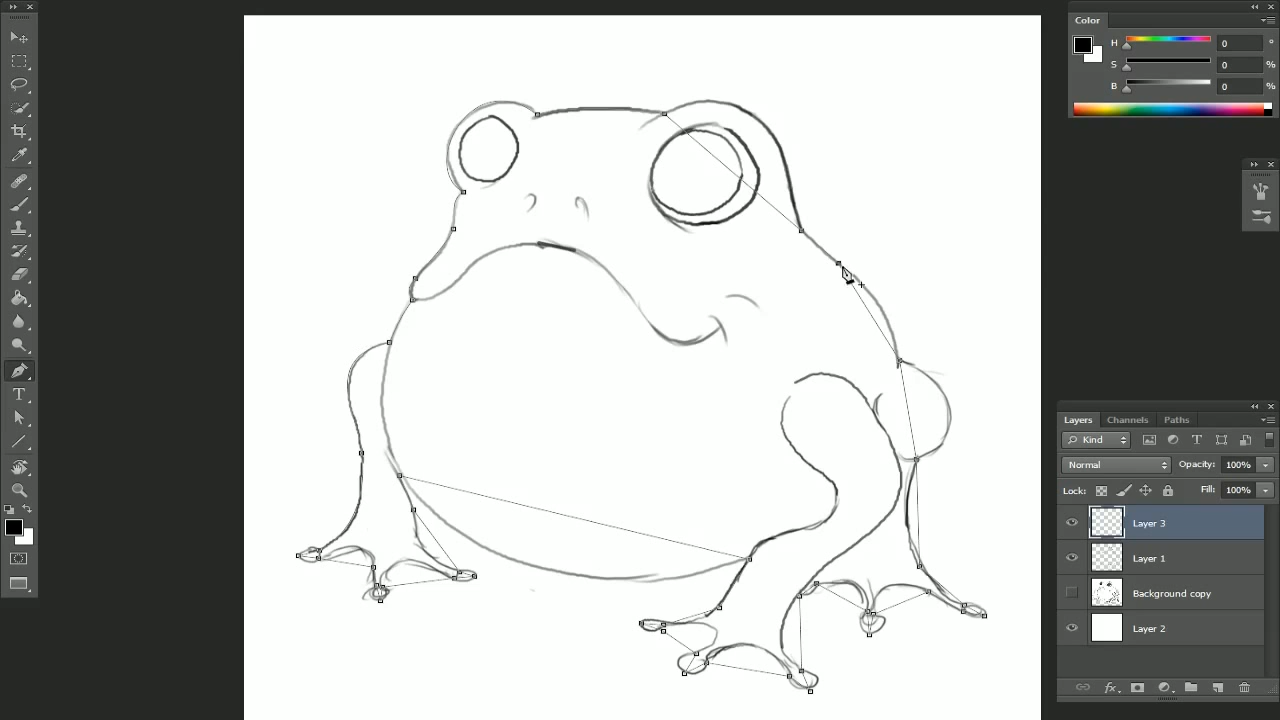 Color
H 0 °
S 0 %
B 0 %
Layers Channels Paths
Kind
Normal Opacity: 100%
Lock: Fill: 100%
Layer 3
Layer 1
Background copy
Layer 2
fx
T